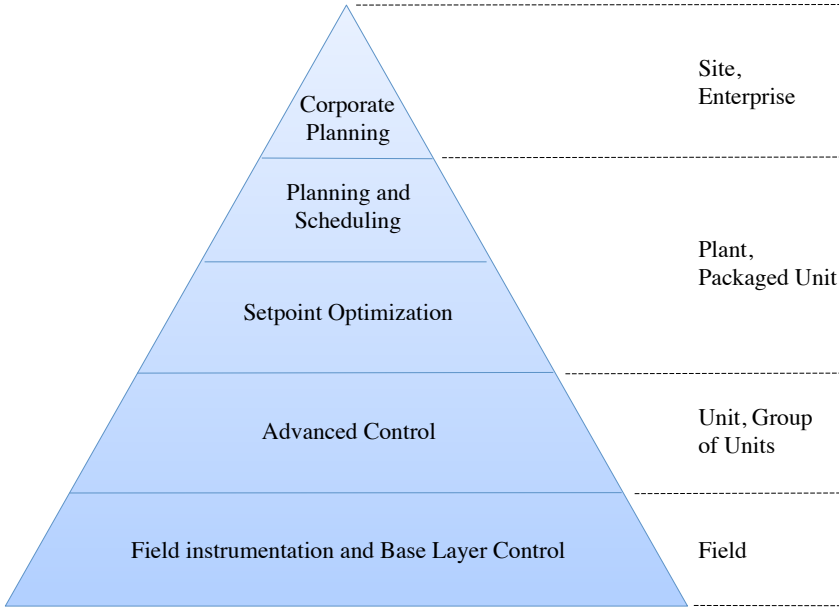 Corporate
Planning
Site,
Enterprise
Planning and
Scheduling
Setpoint Optimization
Plant,
Packaged Unit
Advanced Control
Unit, Group
of Units
Field instrumentation and Base Layer Control
Field